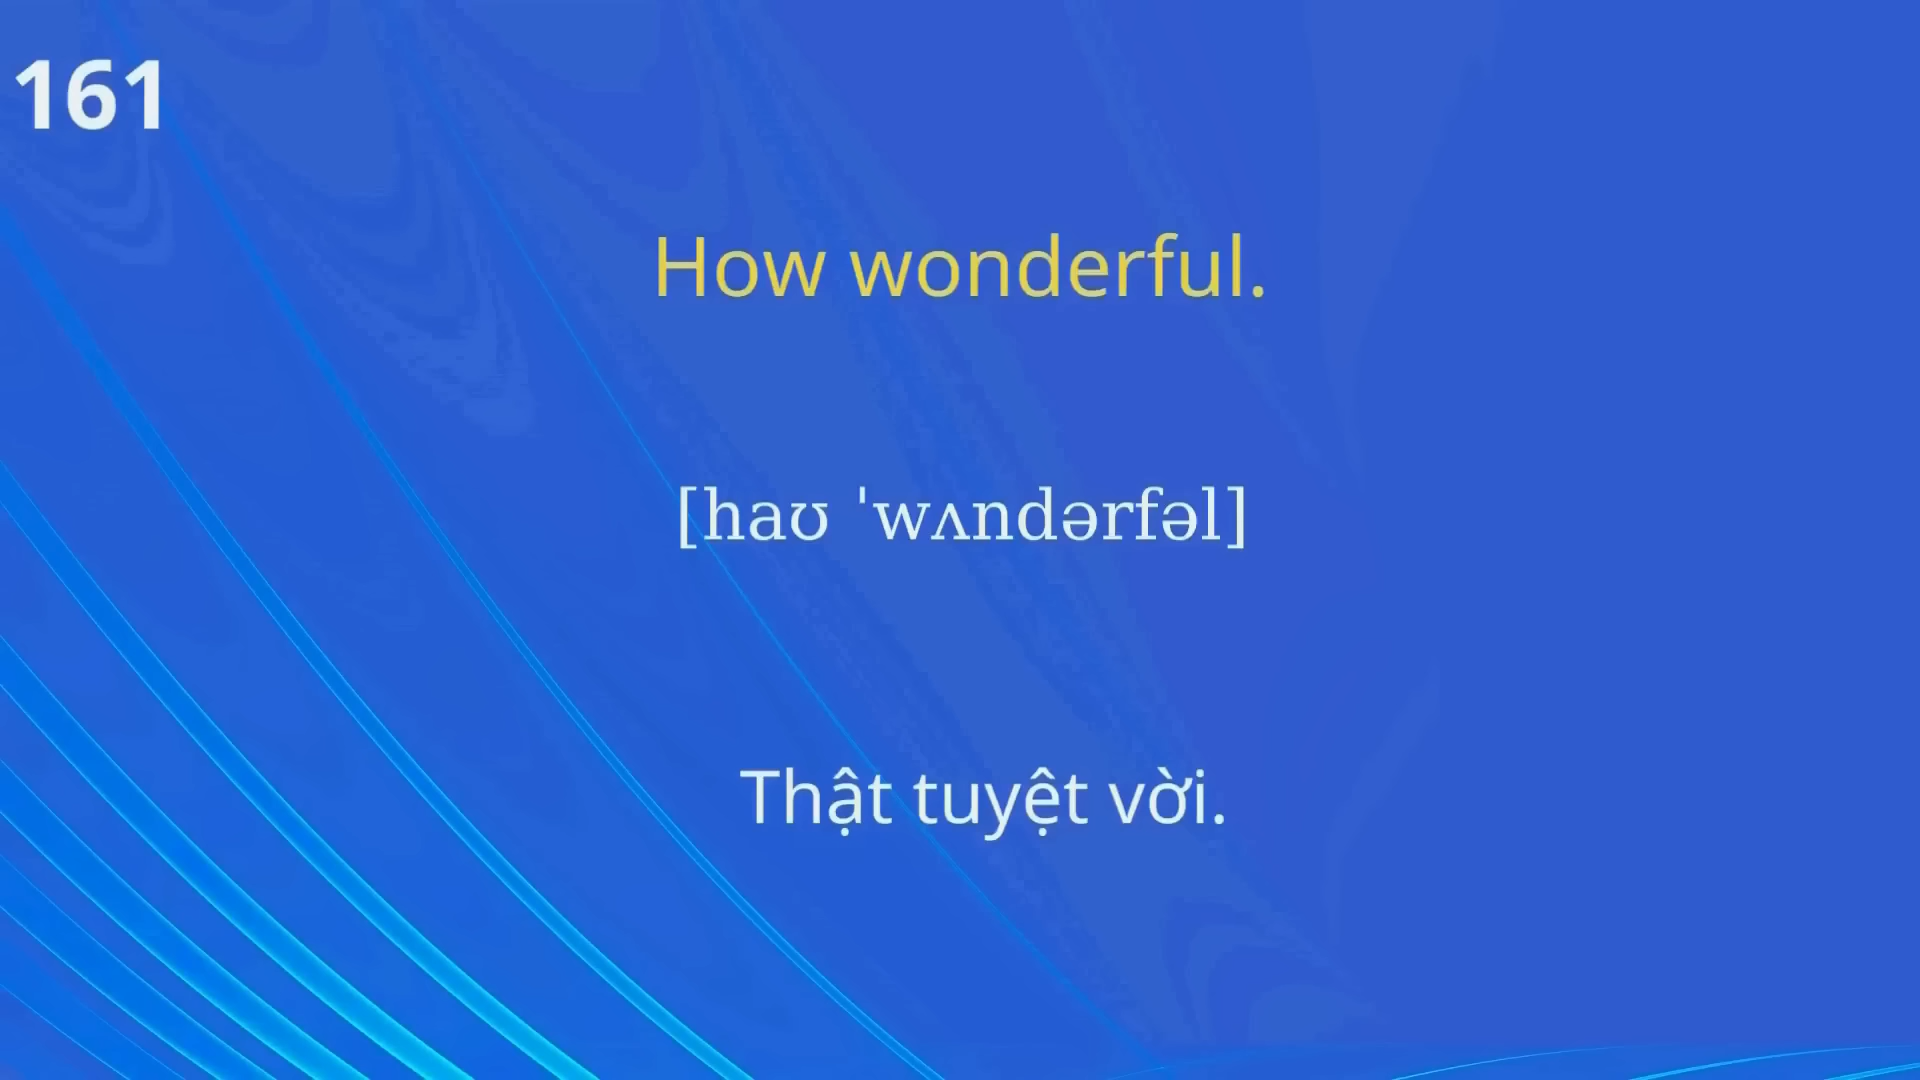 161
How wonderful.
[haʊ ˈwʌndərfəl]
Thật tuyệt vời.